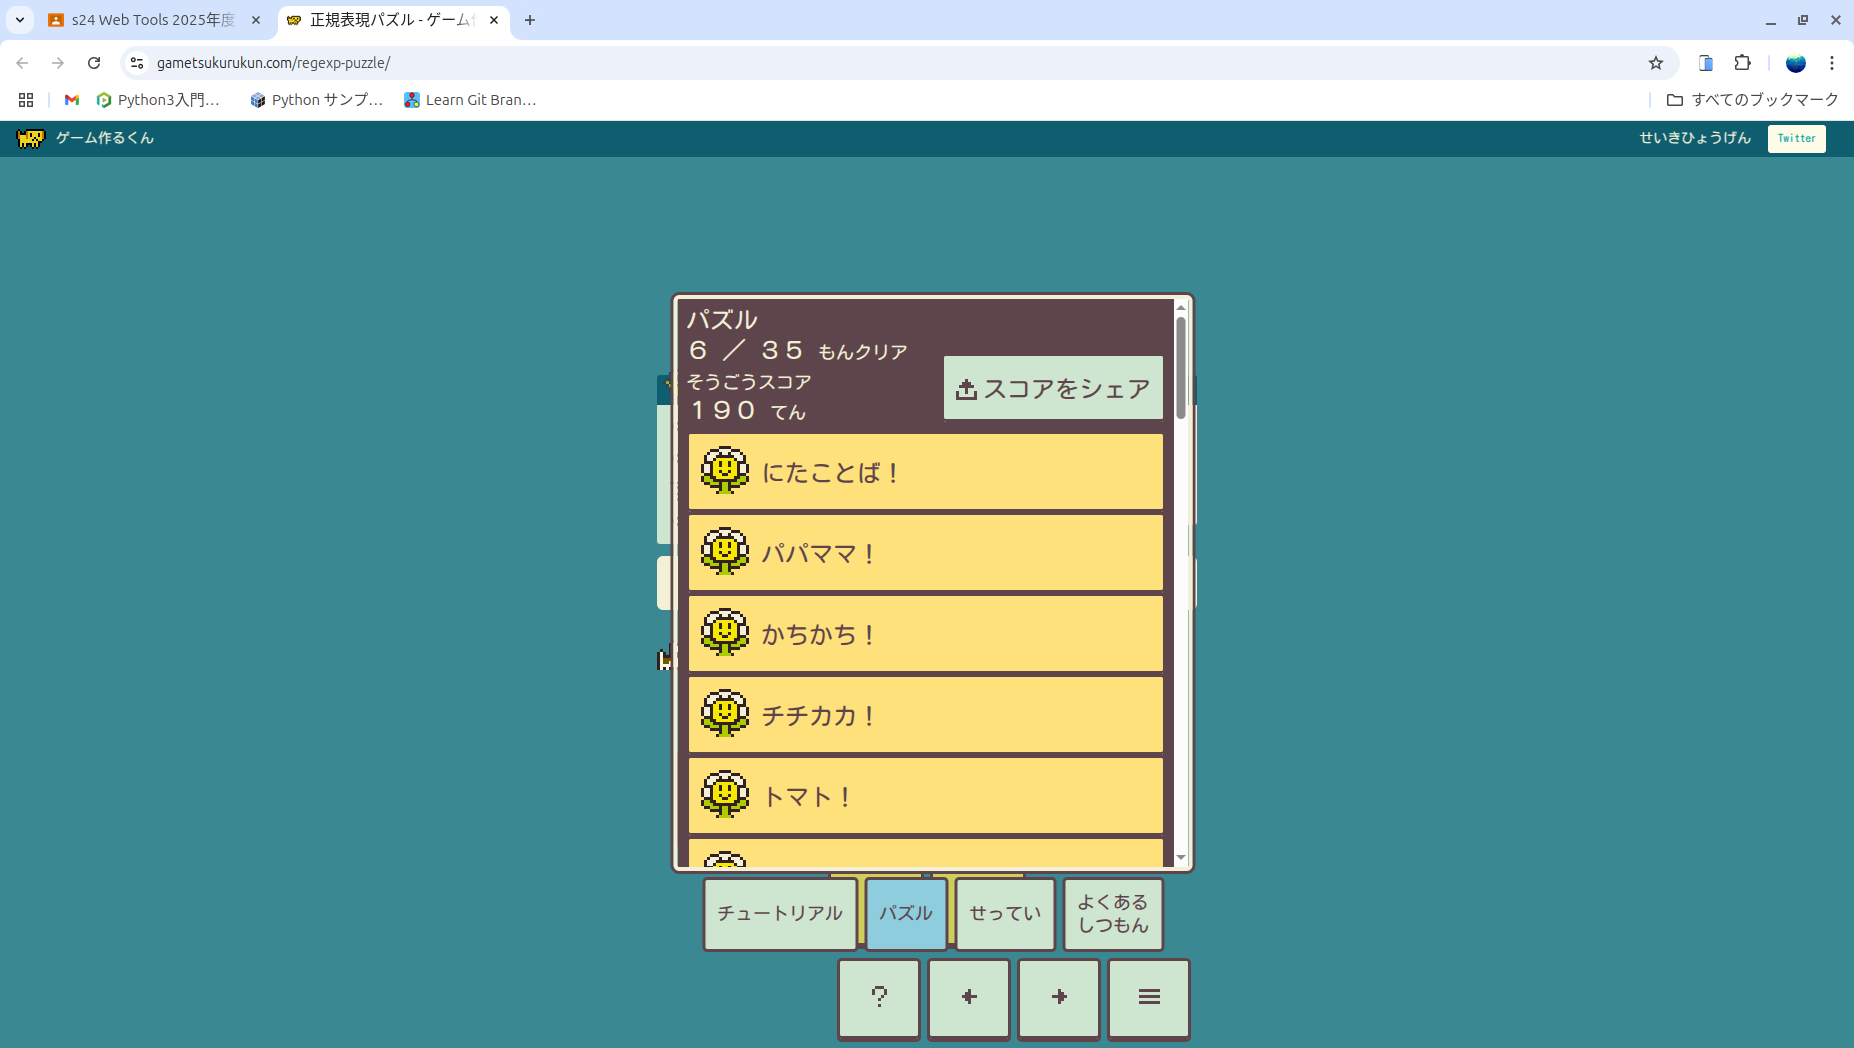 s24 Web Tools 2025年度
正規表現パズル - ゲーム
gametsukurukun.com/regexp-puzzle/
Python3入門…
Python サンプ…
Learn Git Bran…
すべてのブックマーク
ゲーム作るくん
せいきひょうげん
Twitter
パズル
6 ／ 35 もんクリア
そうごうスコア
190 てん
スコアをシェア
にたことば！
パパママ！
かちかち！
チチカカ！
トマト！
チュートリアル
パズル
せってい
よくある
しつもん
?